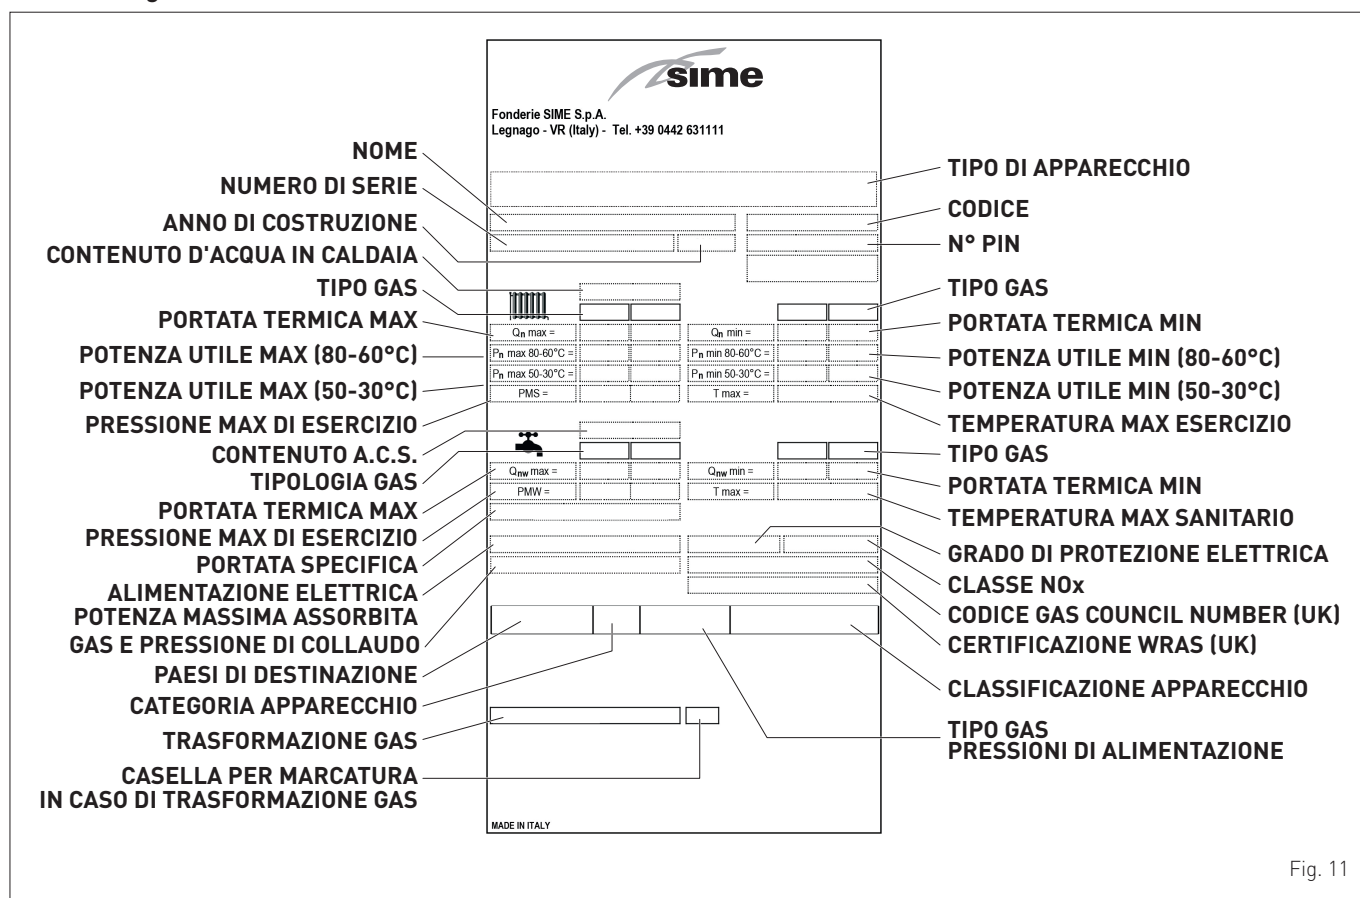 sime
Fonderie SIME S.p.A.
Legnago - VR (Italy) - Tel. +39 0442 631111
NOME
NUMERO DI SERIE
ANNO DI COSTRUZIONE
CONTENUTO D'ACQUA IN CALDAIA
TIPO GAS
PORTATA TERMICA MAX
POTENZA UTILE MAX (80-60°C)
POTENZA UTILE MAX (50-30°C)
PRESSIONE MAX DI ESERCIZIO
CONTENUTO A.C.S.
TIPOLOGIA GAS
PORTATA TERMICA MAX
PRESSIONE MAX DI ESERCIZIO
PORTATA SPECIFICA
ALIMENTAZIONE ELETTRICA
POTENZA MASSIMA ASSORBITA
GAS E PRESSIONE DI COLLAUDO
PAESI DI DESTINAZIONE
CATEGORIA APPARECCHIO
TRASFORMAZIONE GAS
CASELLA PER MARCATURA
IN CASO DI TRASFORMAZIONE GAS
Qn max =
Qn min =
Pn max 80-60°C =
Pn min 80-60°C =
Pn max 50-30°C =
Pn min 50-30°C =
PMS =
T max =
Qnw max =
Qnw min =
PMW =
T max =
MADE IN ITALY
TIPO DI APPARECCHIO
CODICE
N° PIN
TIPO GAS
PORTATA TERMICA MIN
POTENZA UTILE MIN (80-60°C)
POTENZA UTILE MIN (50-30°C)
TEMPERATURA MAX ESERCIZIO
TIPO GAS
PORTATA TERMICA MIN
TEMPERATURA MAX SANITARIO
GRADO DI PROTEZIONE ELETTRICA
CLASSE NOx
CODICE GAS COUNCIL NUMBER (UK)
CERTIFICAZIONE WRAS (UK)
CLASSIFICAZIONE APPARECCHIO
TIPO GAS
PRESSIONI DI ALIMENTAZIONE
Fig. 11